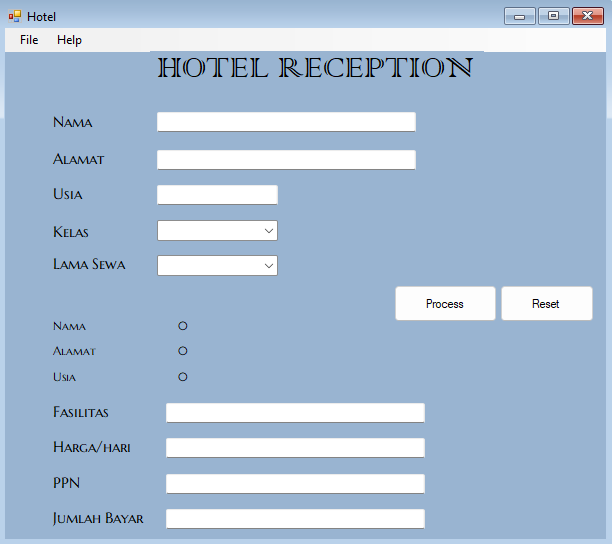 Hotel
File Help
HOTEL RECEPTION
Nama
Alamat
Usia
Kelas
Lama Sewa
Process Reset
Nama O
Alamat O
Usia O
Fasilitas
Harga/hari
PPN
Jumlah Bayar